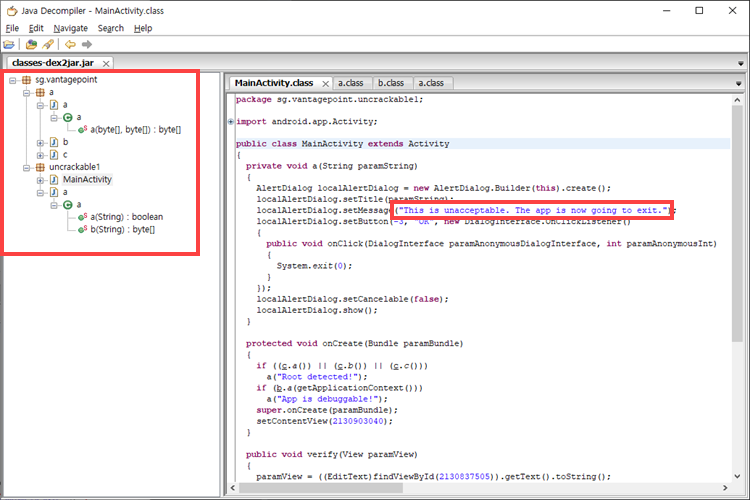 Java Decompiler - MainActivity.class
File Edit Navigate Search Help
classes-dex2jar.jar
sg.vantagepoint
a
a
a
a(byte[], byte[]) : byte[]
b
c
uncrackable1
MainActivity
a
a
a(String) : boolean
b(String) : byte[]
MainActivity.class a.class b.class a.class
package sg.vantagepoint.uncrackable1;
import android.app.Activity;
public class MainActivity extends Activity
{
private void a(String paramString)
{
AlertDialog localAlertDialog = new AlertDialog.Builder(this).create();
localAlertDialog.setTitle(paramString);
localAlertDialog.setMessage("This is unacceptable. The app is now going to exit.");
localAlertDialog.setButton(-3, "OK", new DialogInterface.OnClickListener()
{
public void onClick(DialogInterface paramAnonymousDialogInterface, int paramAnonymousInt)
{
System.exit(0);
}
});
localAlertDialog.setCancelable(false);
localAlertDialog.show();
}
protected void onCreate(Bundle paramBundle)
{
if ((c.a()) || (c.b()) || (c.c()))
a("Root detected!");
if (b.a(getApplicationContext()))
a("App is debuggable!");
super.onCreate(paramBundle);
setContentView(2130903040);
}
public void verify(View paramView)
{
paramView = ((EditText)findViewById(2130837505)).getText().toString();